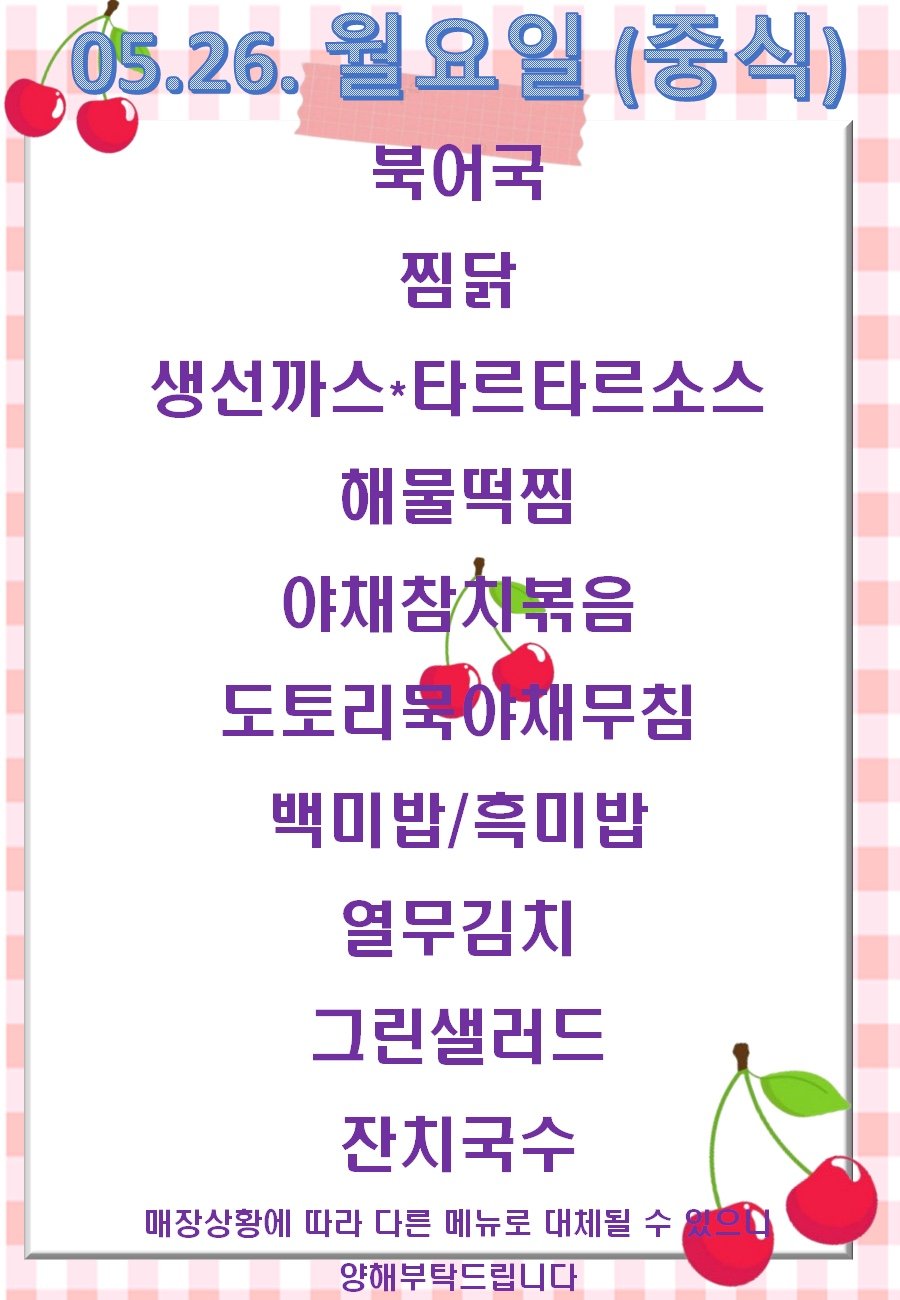 05.26. 월요일 (중식)
북어국
찜닭
생선까스*타르타르소스
해물떡찜
야채참치볶음
도토리묵야채무침
백미밥/흑미밥
열무김치
그린샐러드
잔치국수
매장상황에 따라 다른 메뉴로 대체될 수 있으니
양해부탁드립니다